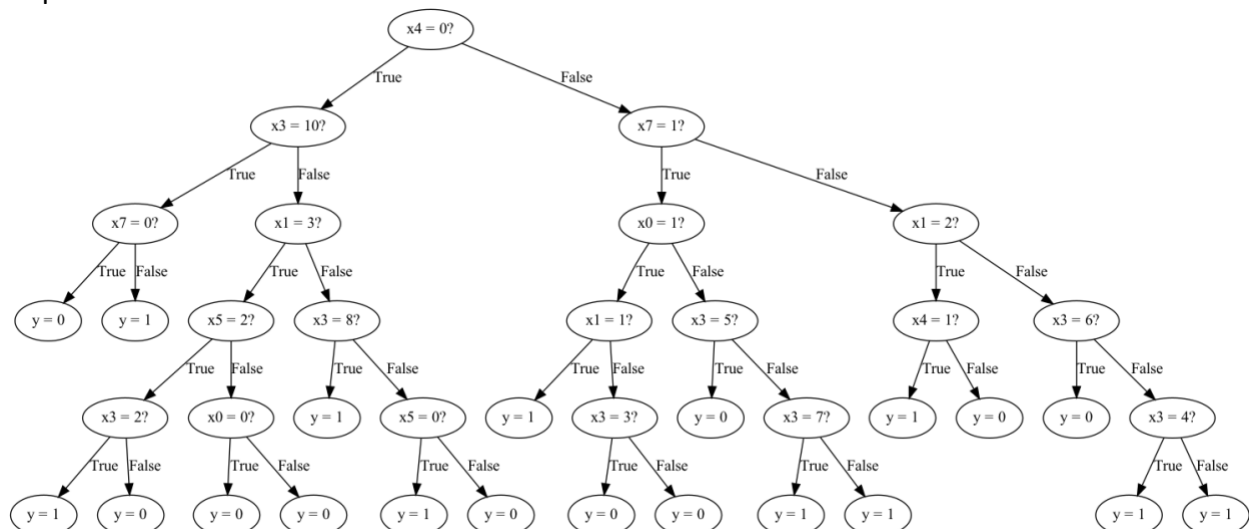 x4 = 0?
True
False
x3 = 10?
x7 = 1?
True
False
True
False
x7 = 0?
x1 = 3?
x0 = 1?
x1 = 2?
True
False
True
False
True
False
True
False
y = 0
y = 1
x5 = 2?
x3 = 8?
x1 = 1?
x3 = 5?
x4 = 1?
x3 = 6?
True
False
True
False
True
False
True
False
True
False
True
False
x3 = 2?
x0 = 0?
y = 1
x5 = 0?
y = 1
x3 = 3?
y = 0
x3 = 7?
y = 1
y = 0
y = 0
x3 = 4?
True
False
True
False
True
False
True
False
True
False
True
False
y = 1
y = 0
y = 0
y = 0
y = 1
y = 0
y = 0
y = 0
y = 1
y = 1
y = 1
y = 1